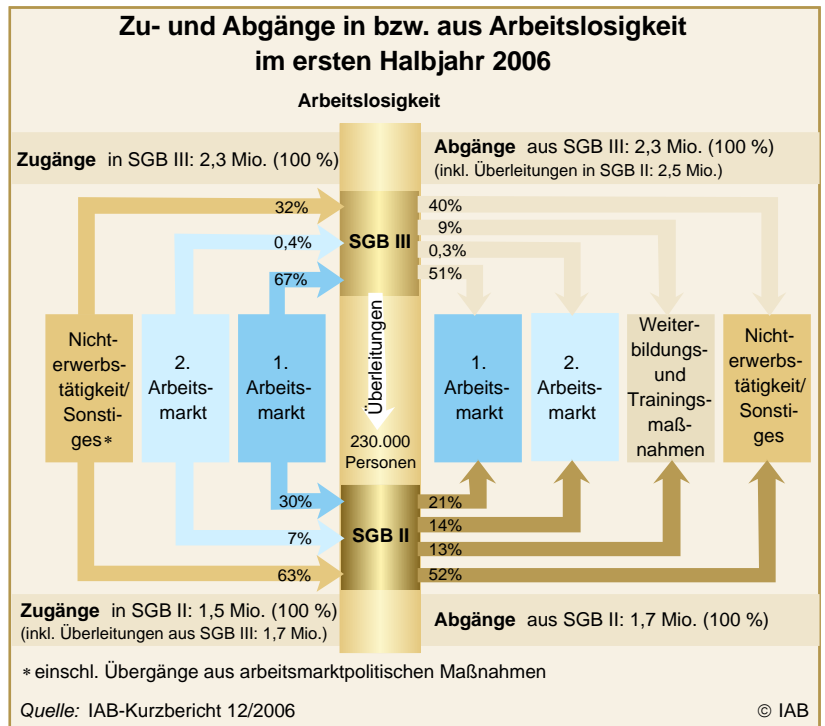 Zu- und Abgänge in bzw. aus Arbeitslosigkeit
im ersten Halbjahr 2006
Arbeitslosigkeit
Zugänge in SGB III: 2,3 Mio. (100 %)
Abgänge aus SGB III: 2,3 Mio. (100 %)
(inkl. Überleitungen in SGB II: 2,5 Mio.)
32%
0,4%
67%
SGB III
40%
9%
0,3%
51%
Nicht-
erwerbs-
tätigkeit/
Sonsti-
ges*
2.
Arbeits-
markt
1.
Arbeits-
markt
Überleitungen
230.000
Personen
1.
Arbeits-
markt
2.
Arbeits-
markt
Weiter-
bildungs-
und
Trainings-
maß-
nahmen
Nicht-
erwerbs-
tätigkeit/
Sonsti-
ges
30%
7%
63%
SGB II
21%
14%
13%
52%
Zugänge in SGB II: 1,5 Mio. (100 %)
(inkl. Überleitungen aus SGB III: 1,7 Mio.)
Abgänge aus SGB II: 1,7 Mio. (100 %)
* einschl. Übergänge aus arbeitsmarktpolitischen Maßnahmen
Quelle: IAB-Kurzbericht 12/2006
© IAB